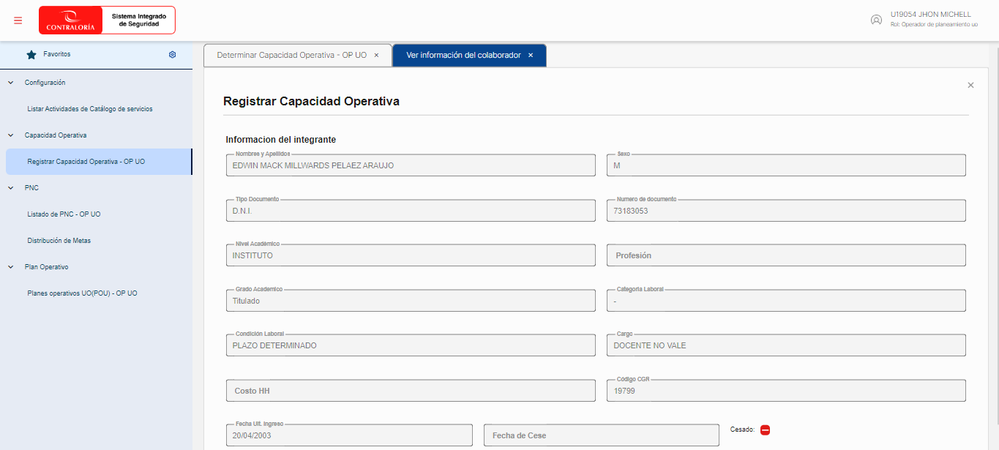 CONTRALORÍA
Sistema Integrado
de Seguridad
U19054 JHON MICHELL
Rol: Operador de planeamiento uo
Favoritos
Determinar Capacidad Operativa - OP UO ×
Ver información del colaborador ×
Configuración
Listar Actividades de Catálogo de servicios
Capacidad Operativa
Registrar Capacidad Operativa - OP UO
PNC
Listado de PNC - OP UO
Distribución de Metas
Plan Operativo
Planes operativos UO(POU) - OP UO
×
Registrar Capacidad Operativa
Informacion del integrante
Nombres y Apellidos
EDWIN MACK MILLWARDS PELAEZ ARAUJO
Sexo
M
Tipo Documento
D.N.I.
Numero de documento
73183053
Nivel Académico
INSTITUTO
Profesión
Grado Academico
Titulado
Categoria Laboral
-
Condición Laboral
PLAZO DETERMINADO
Cargo
DOCENTE NO VALE
Costo HH
Código CGR
19799
Fecha Ult. Ingreso
20/04/2003
Fecha de Cese
Cesado: